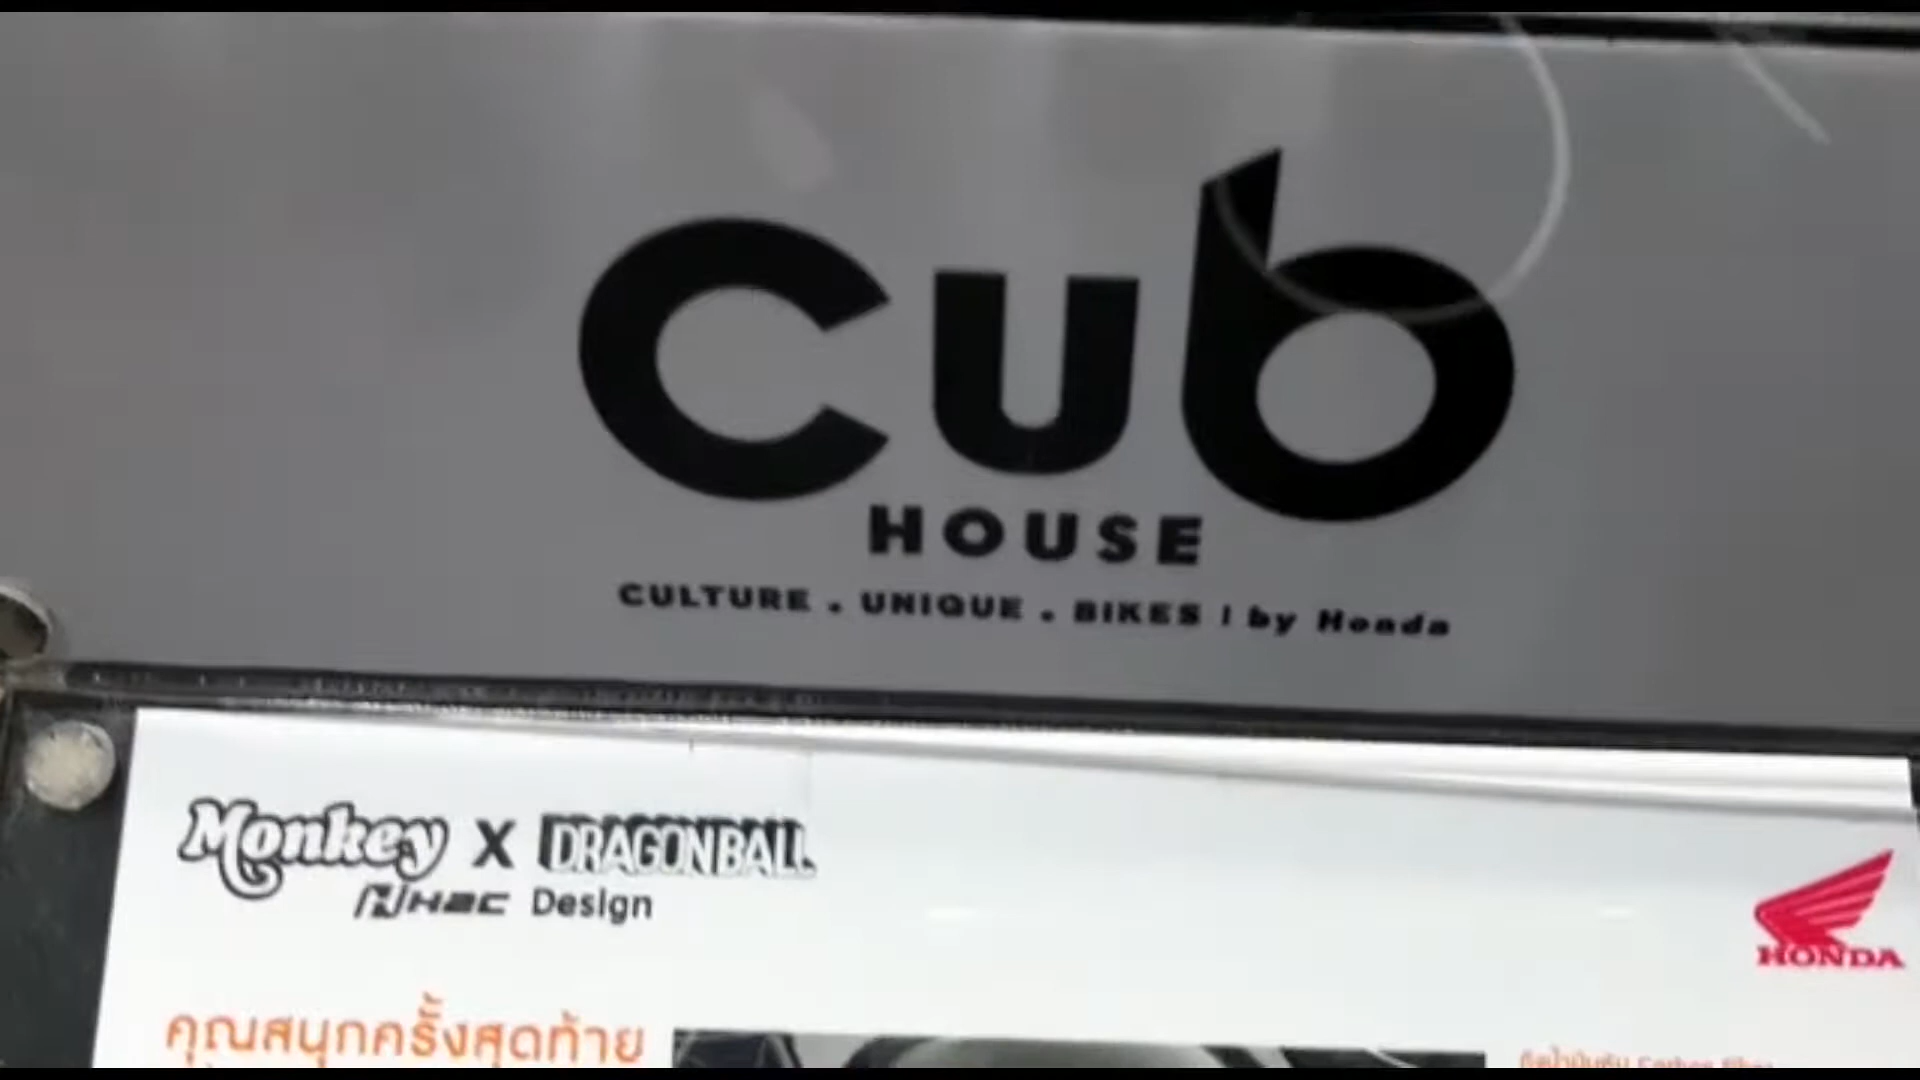 Cub
HOUSE
CULTURE . UNIQUE . BIKES | by Honda
Monkey X DRAGONBALL
H2C Design
HONDA
คุณสนุกครั้งสุดท้าย